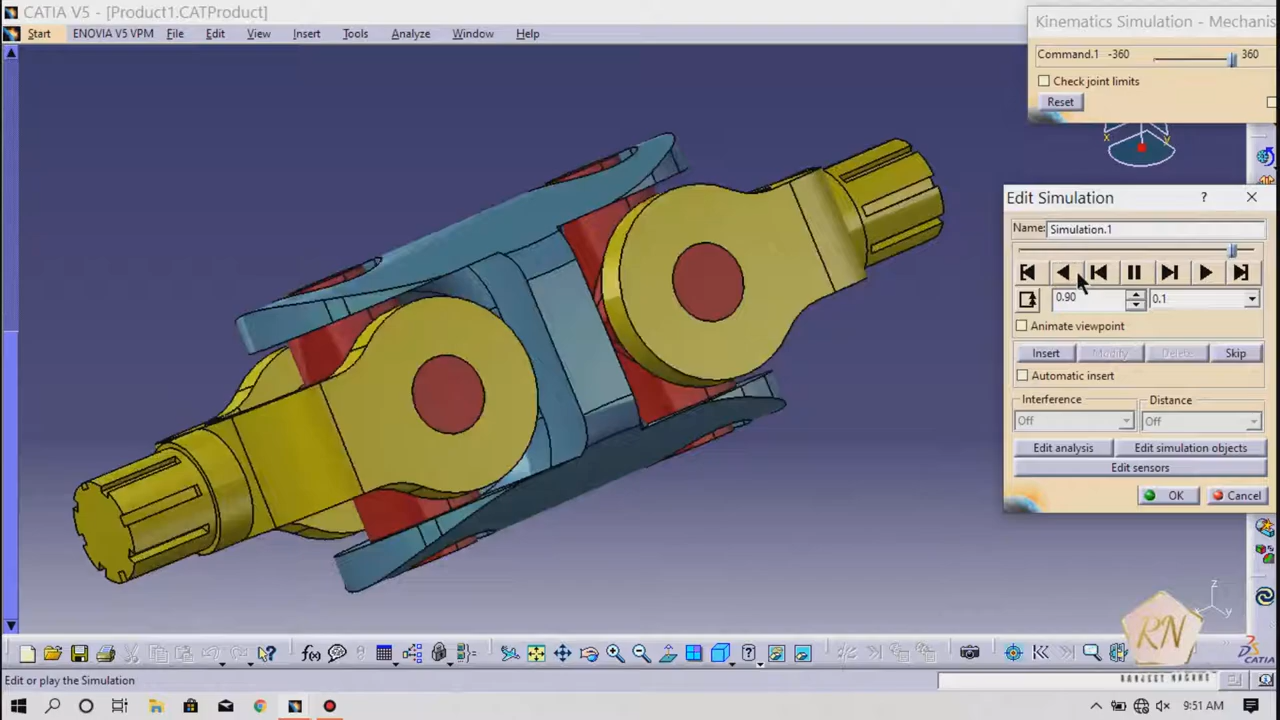 CATIA V5 - [Product1.CATProduct]
Start ENOVIA V5 VPM File Edit View Insert Tools Analyze Window Help
Kinematics Simulation - Mechanis
Command.1 -360 360
Check joint limits
Reset
x y
Edit Simulation ?
Name: Simulation.1
0.90 0.1
Animate viewpoint
Insert Modify Delete Skip
Automatic insert
Interference Distance
Off Off
Edit analysis Edit simulation objects
Edit sensors
OK Cancel
z
y
RN
f(x)
CATIA
Edit or play the Simulation
9:51 AM